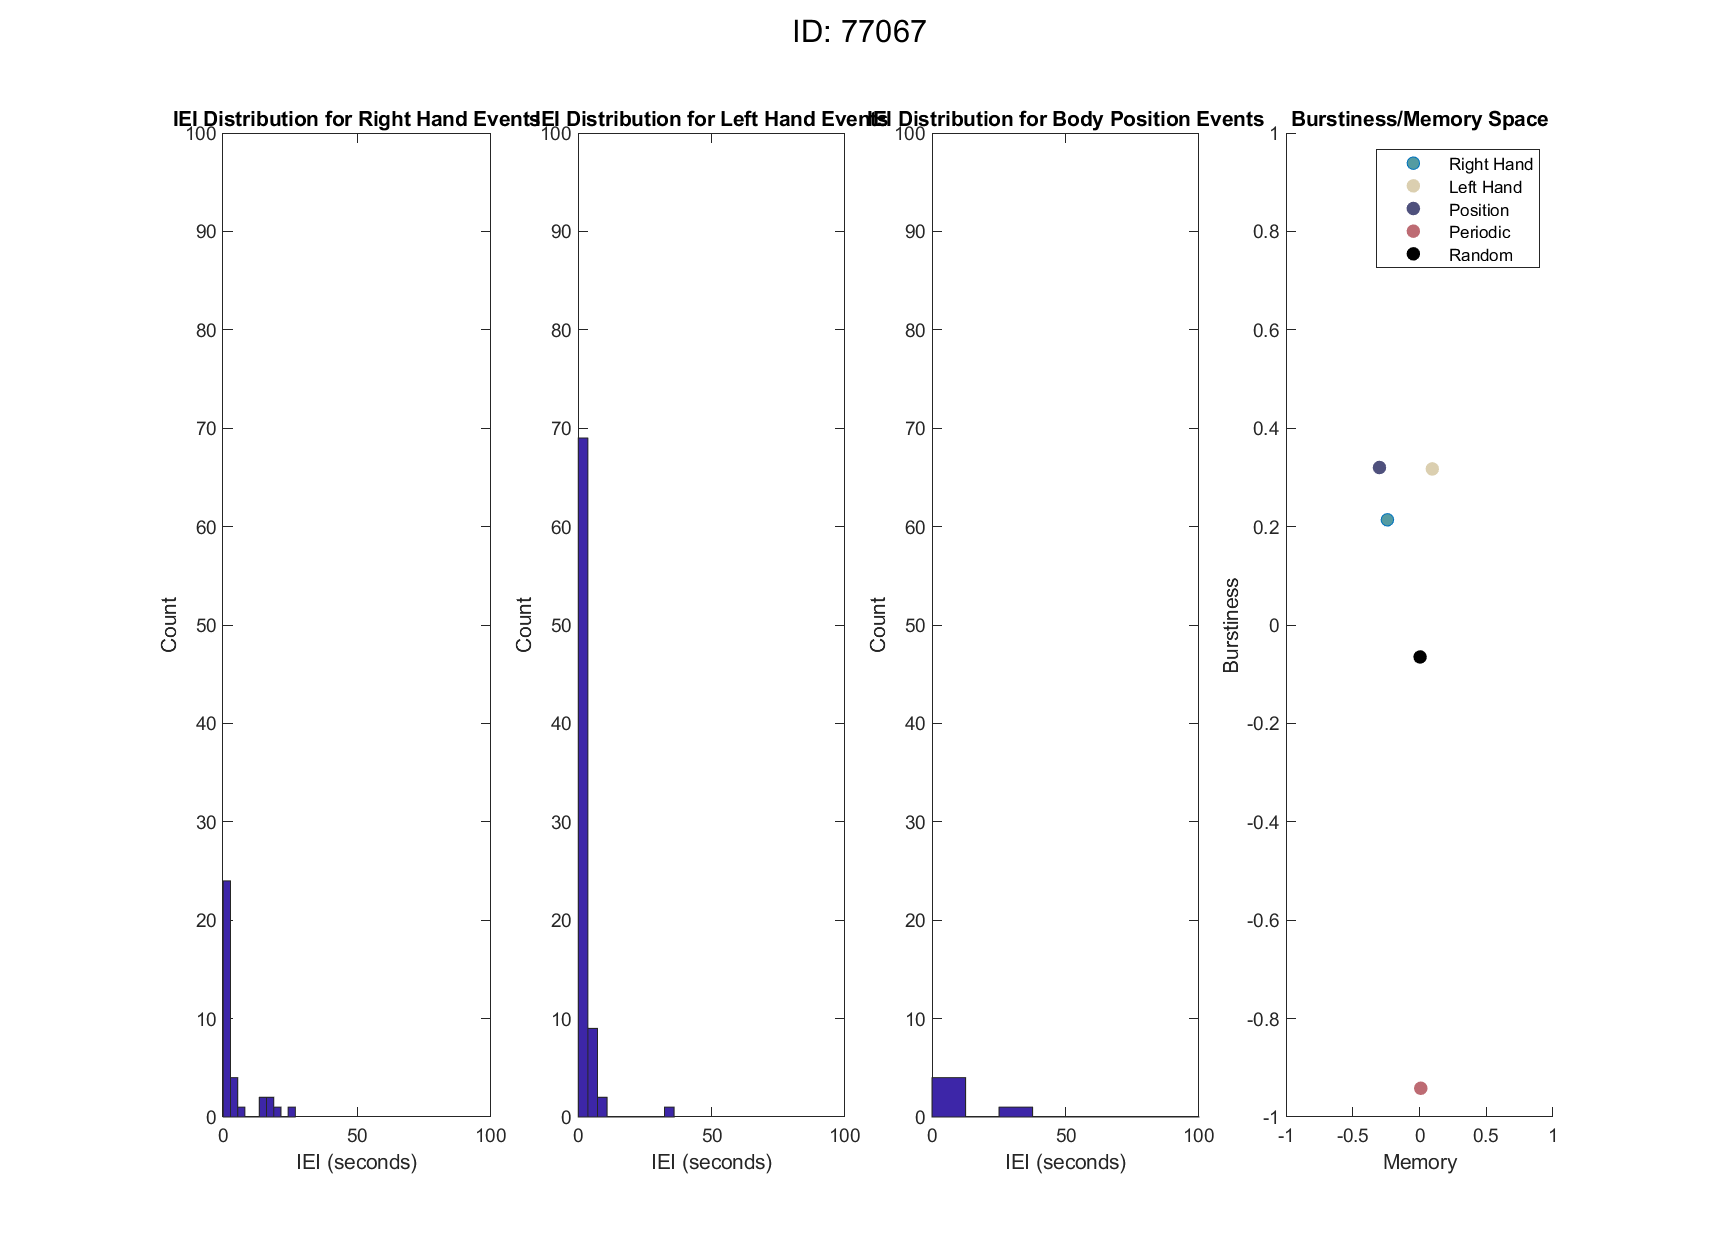 ID: 77067
IEI Distribution for Right Hand Events
100
90
80
70
60
50
40
30
20
10
0
Count
0 50 100
IEI (seconds)
IEI Distribution for Left Hand Events
100
90
80
70
60
50
40
30
20
10
0
Count
0 50 100
IEI (seconds)
IEI Distribution for Body Position Events
100
90
80
70
60
50
40
30
20
10
0
Count
0 50 100
IEI (seconds)
Burstiness/Memory Space
1
0.8
0.6
0.4
0.2
0
-0.2
-0.4
-0.6
-0.8
-1
Burstiness
Right Hand
Left Hand
Position
Periodic
Random
-1 -0.5 0 0.5 1
Memory